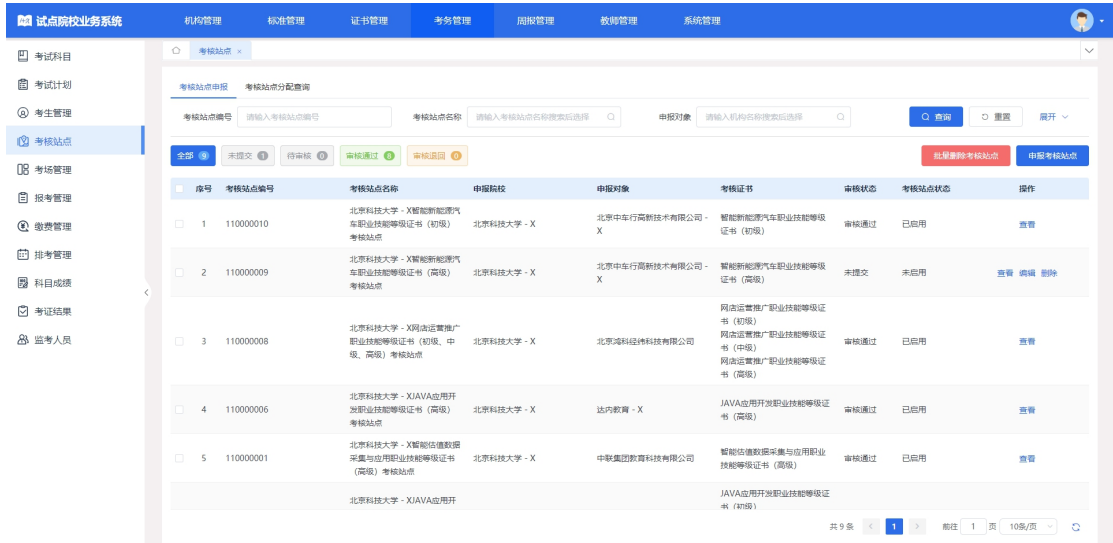 试点院校业务系统 机构管理 标准管理 证书管理 考务管理 周报管理 教师管理 系统管理
考试科目
考试计划
考生管理
考核站点
考场管理
报考管理
缴费管理
排考管理
科目成绩
考证结果
监考人员
考核站点 ×
考核站点申报 考核站点分配查询
考核站点编号 请输入考核站点编号 考核站点名称 请输入考核站点名称搜索后选择 申报对象 请输入机构名称搜索后选择 查询 重置 展开
全部 9 未提交 1 待审核 0 审核通过 8 审核退回 0 批量删除考核站点 申报考核站点
序号 考核站点编号 考核站点名称 申报院校 申报对象 考核证书 审核状态 考核站点状态 操作
1 110000010 北京科技大学 - X智能新能源汽
车职业技能等级证书（初级）
考核站点 北京科技大学 - X 北京中车行高新技术有限公司 -
X 智能新能源汽车职业技能等级
证书（初级） 审核通过 已启用 查看
2 110000009 北京科技大学 - X智能新能源汽
车职业技能等级证书（高级）
考核站点 北京科技大学 - X 北京中车行高新技术有限公司 -
X 智能新能源汽车职业技能等级
证书（高级） 未提交 未启用 查看 编辑 删除
3 110000008 北京科技大学 - X网店运营推广
职业技能等级证书（初级、中
级、高级）考核站点 北京科技大学 - X 北京鸿科经纬科技有限公司 网店运营推广职业技能等级证
书（初级）
网店运营推广职业技能等级证
书（中级）
网店运营推广职业技能等级证
书（高级） 审核通过 已启用 查看
4 110000006 北京科技大学 - XJAVA应用开
发职业技能等级证书（高级）
考核站点 北京科技大学 - X 达内教育 - X JAVA应用开发职业技能等级证
书（高级） 审核通过 已启用 查看
5 110000001 北京科技大学 - X智能估值数据
采集与应用职业技能等级证书
（高级）考核站点 北京科技大学 - X 中联集团教育科技有限公司 智能估值数据采集与应用职业
技能等级证书（高级） 审核通过 已启用 查看
北京科技大学 - XJAVA应用开 JAVA应用开发职业技能等级证
书（初级）
共 9 条 1 前往 1 页 10条/页